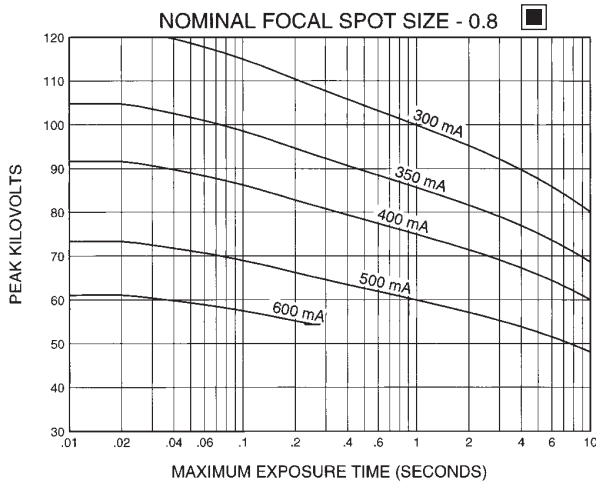 NOMINAL FOCAL SPOT SIZE - 0.8
120
110
100
90
80
70
60
50
40
30
300 mA
350 mA
400 mA
500 mA
600 mA
PEAK KILOVOLTS
.01 .02 .04 .06 .1 .2 .4 .6 1 2 4 6 10
MAXIMUM EXPOSURE TIME (SECONDS)